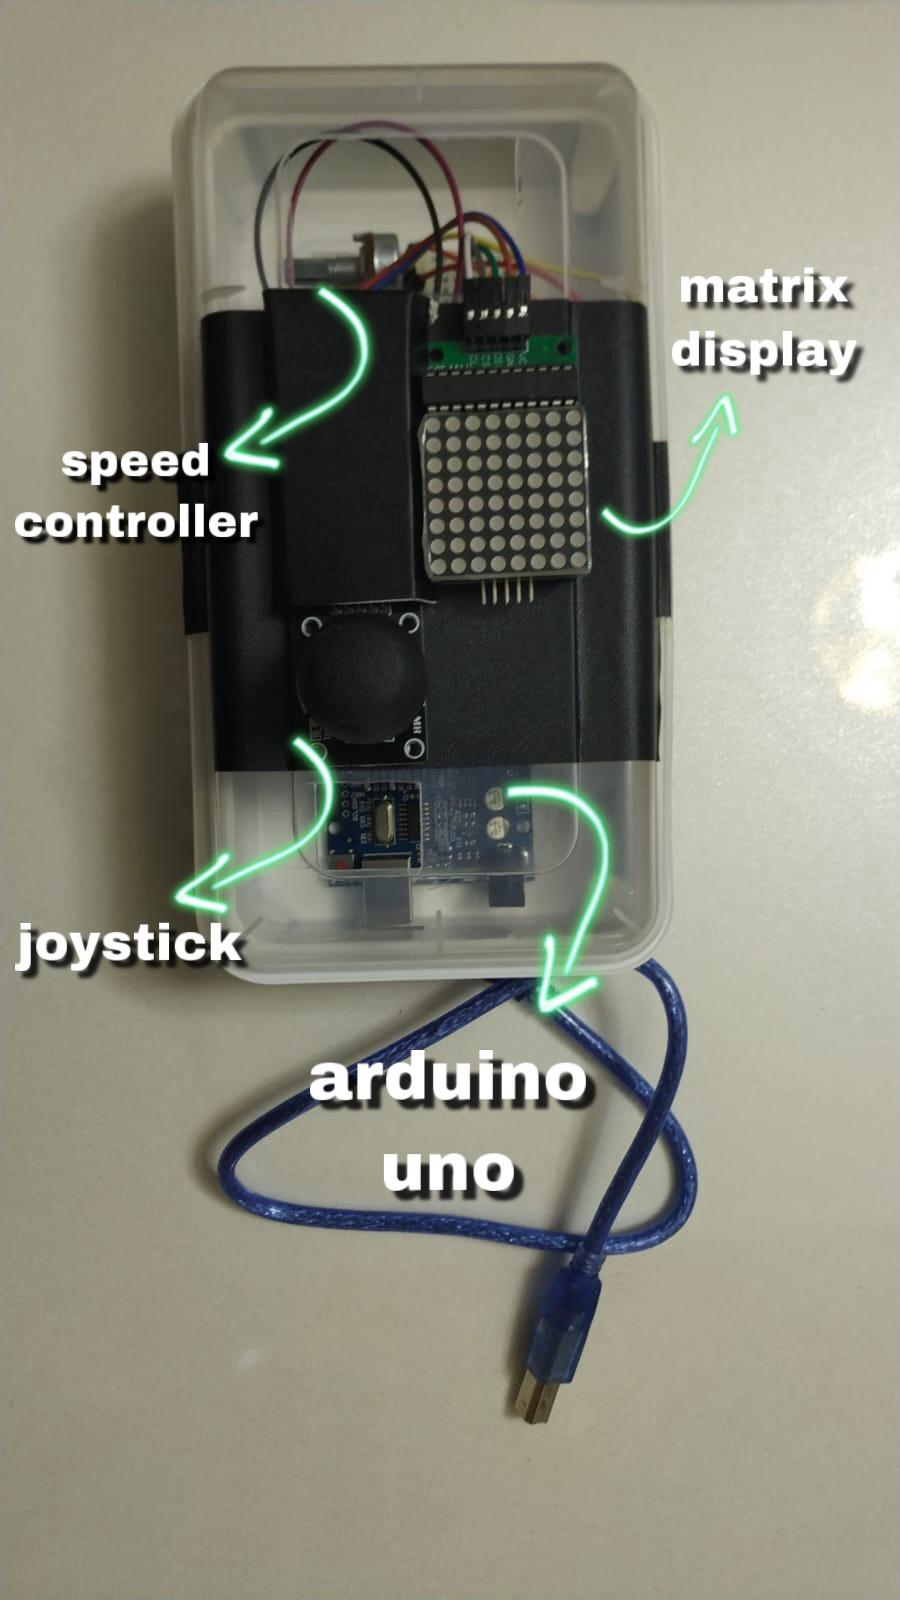 matrix
display
speed
controller
joystick
arduino
uno